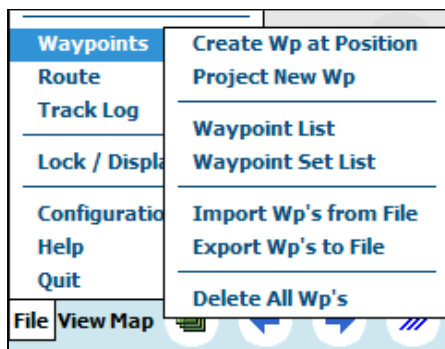 Waypoints
Route
Track Log
Lock / Displa
Configuratio
Help
Quit
Create Wp at Position
Project New Wp
Waypoint List
Waypoint Set List
Import Wp's from File
Export Wp's to File
Delete All Wp's
File View Map